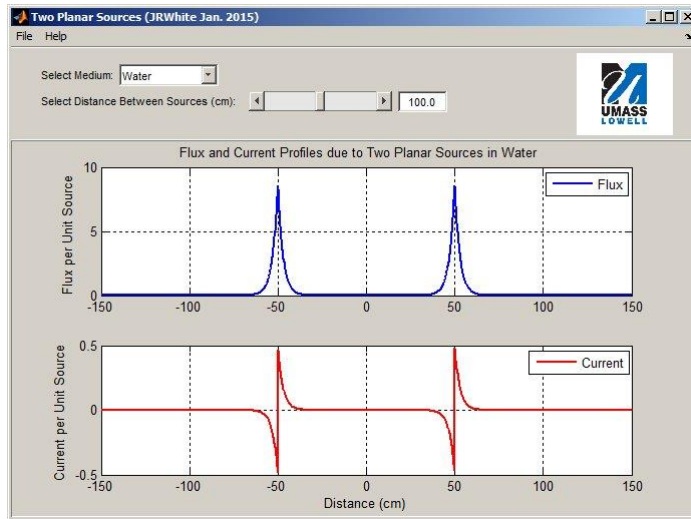 Two Planar Sources (JRWhite Jan. 2015)
File Help
Select Medium: Water
Select Distance Between Sources (cm): 100.0
UMASS
LOWELL
Flux and Current Profiles due to Two Planar Sources in Water
Flux per Unit Source
10
5
0
Flux
-150 -100 -50 0 50 100 150
Current per Unit Source
0.5
0
-0.5
Current
-150 -100 -50 0 50 100 150
Distance (cm)